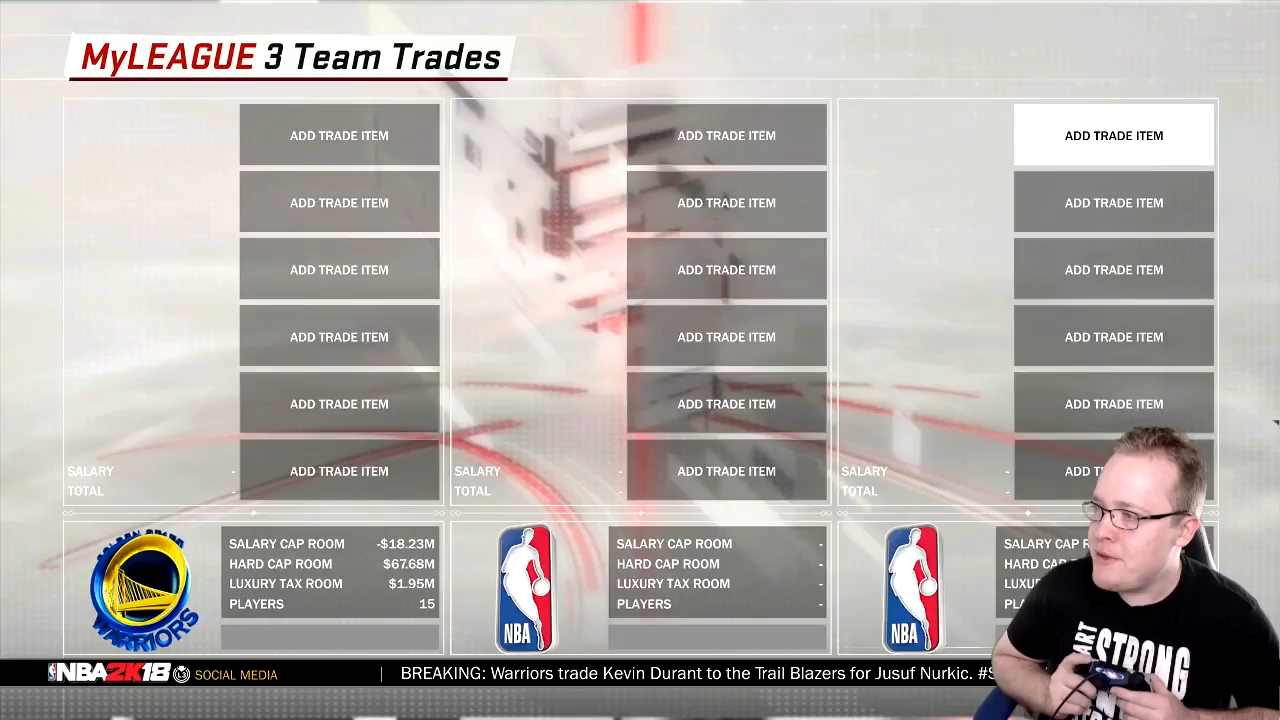 MyLEAGUE 3 Team Trades
ADD TRADE ITEM
ADD TRADE ITEM
ADD TRADE ITEM
ADD TRADE ITEM
ADD TRADE ITEM
ADD TRADE ITEM
SALARY -
TOTAL -
ADD TRADE ITEM
ADD TRADE ITEM
ADD TRADE ITEM
ADD TRADE ITEM
ADD TRADE ITEM
ADD TRADE ITEM
SALARY -
TOTAL -
ADD TRADE ITEM
ADD TRADE ITEM
ADD TRADE ITEM
ADD TRADE ITEM
ADD TRADE ITEM
ADD T
SALARY -
TOTAL -
GOLDEN STATE
WARRIORS
SALARY CAP ROOM -$18.23M
HARD CAP ROOM $67.68M
LUXURY TAX ROOM $1.95M
PLAYERS 15
NBA
SALARY CAP ROOM -
HARD CAP ROOM -
LUXURY TAX ROOM -
PLAYERS -
NBA
SALARY CAP R
HARD CAP R
LUXU
PLA
NBA2K18 SOCIAL MEDIA | BREAKING: Warriors trade Kevin Durant to the Trail Blazers for Jusuf Nurkic. #S
STRONG